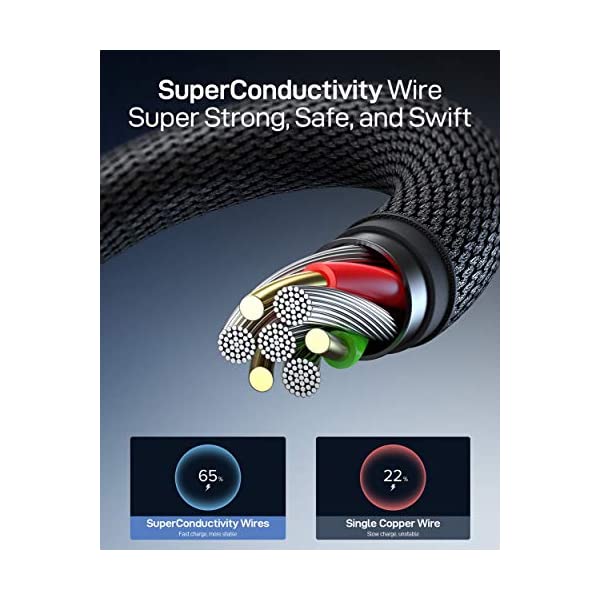 SuperConductivity Wire
Super Strong, Safe, and Swift
65%
22%
SuperConductivity Wires
Single Copper Wire
Fast charge, more stable
Slow charge, unstable